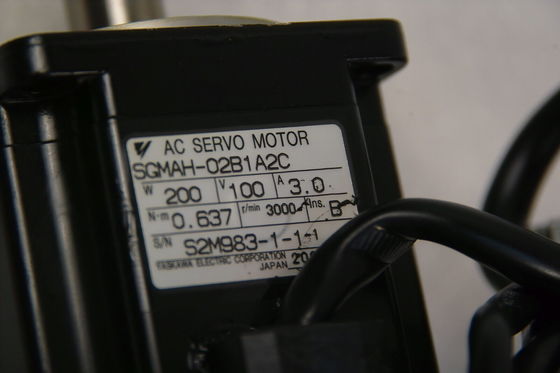 AC SERVO MOTOR
SGMAH-02B1A2C
W 200 V 100 A 3.0
N·m 0.637 r/min 3000 Ins. B
S/N S2M983-1-1-1
YASKAWA ELECTRIC CORPORATION
JAPAN